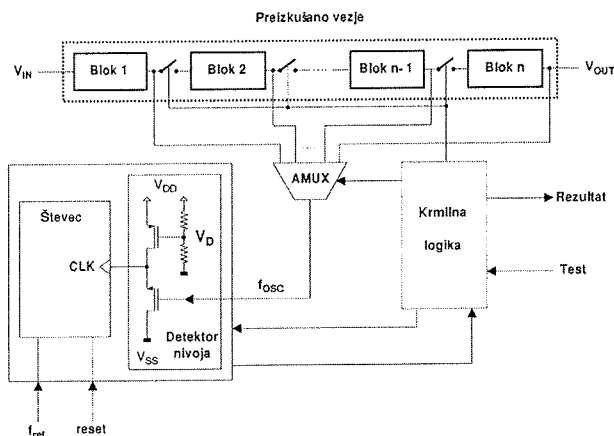 Preizkušano vezje
V_IN
Blok 1
Blok 2
Blok n-1
Blok n
V_OUT
AMUX
Krmilna
logika
Rezultat
Test
Števec
CLK
V_DD
V_D
V_SS
Detektor
nivoja
f_OSC
f_ref
reset